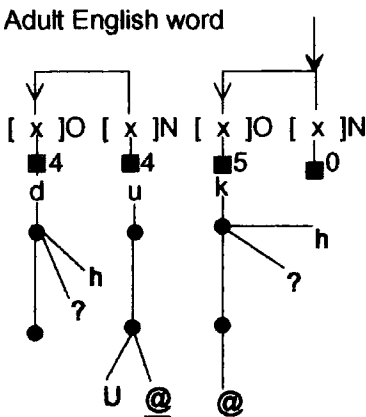 Adult English word
[ x ]O [ x ]N [ x ]O [ x ]N
4 4 5 0
d u k
h h
? ?
U @ @